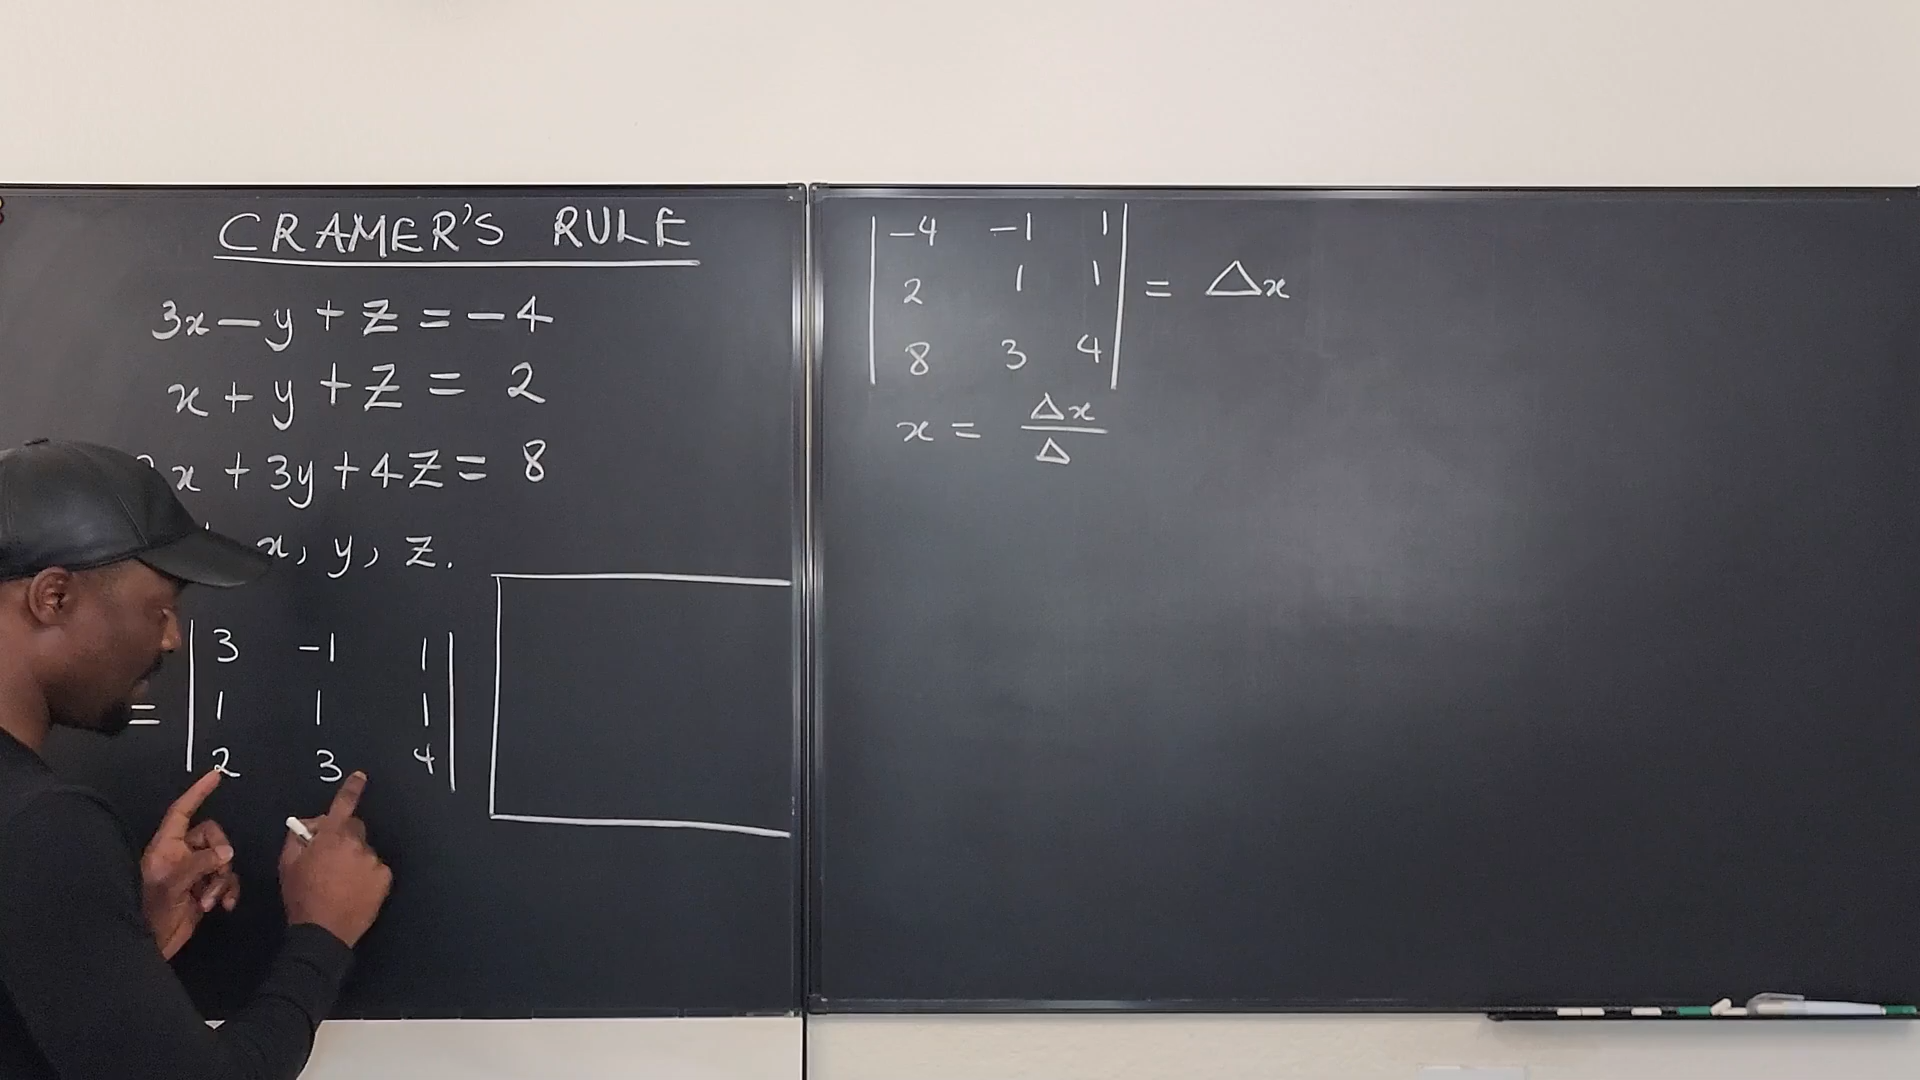 CRAMER'S RULE
3x - y + z = -4
x + y + z = 2
x + 3y + 4z = 8
x, y, z.
= | 3 -1 1 |
| 1 1 1 |
| 2 3 4 |
| -4 -1 1 |
| 2 1 1 | = Δx
| 8 3 4 |
x = Δx
Δ